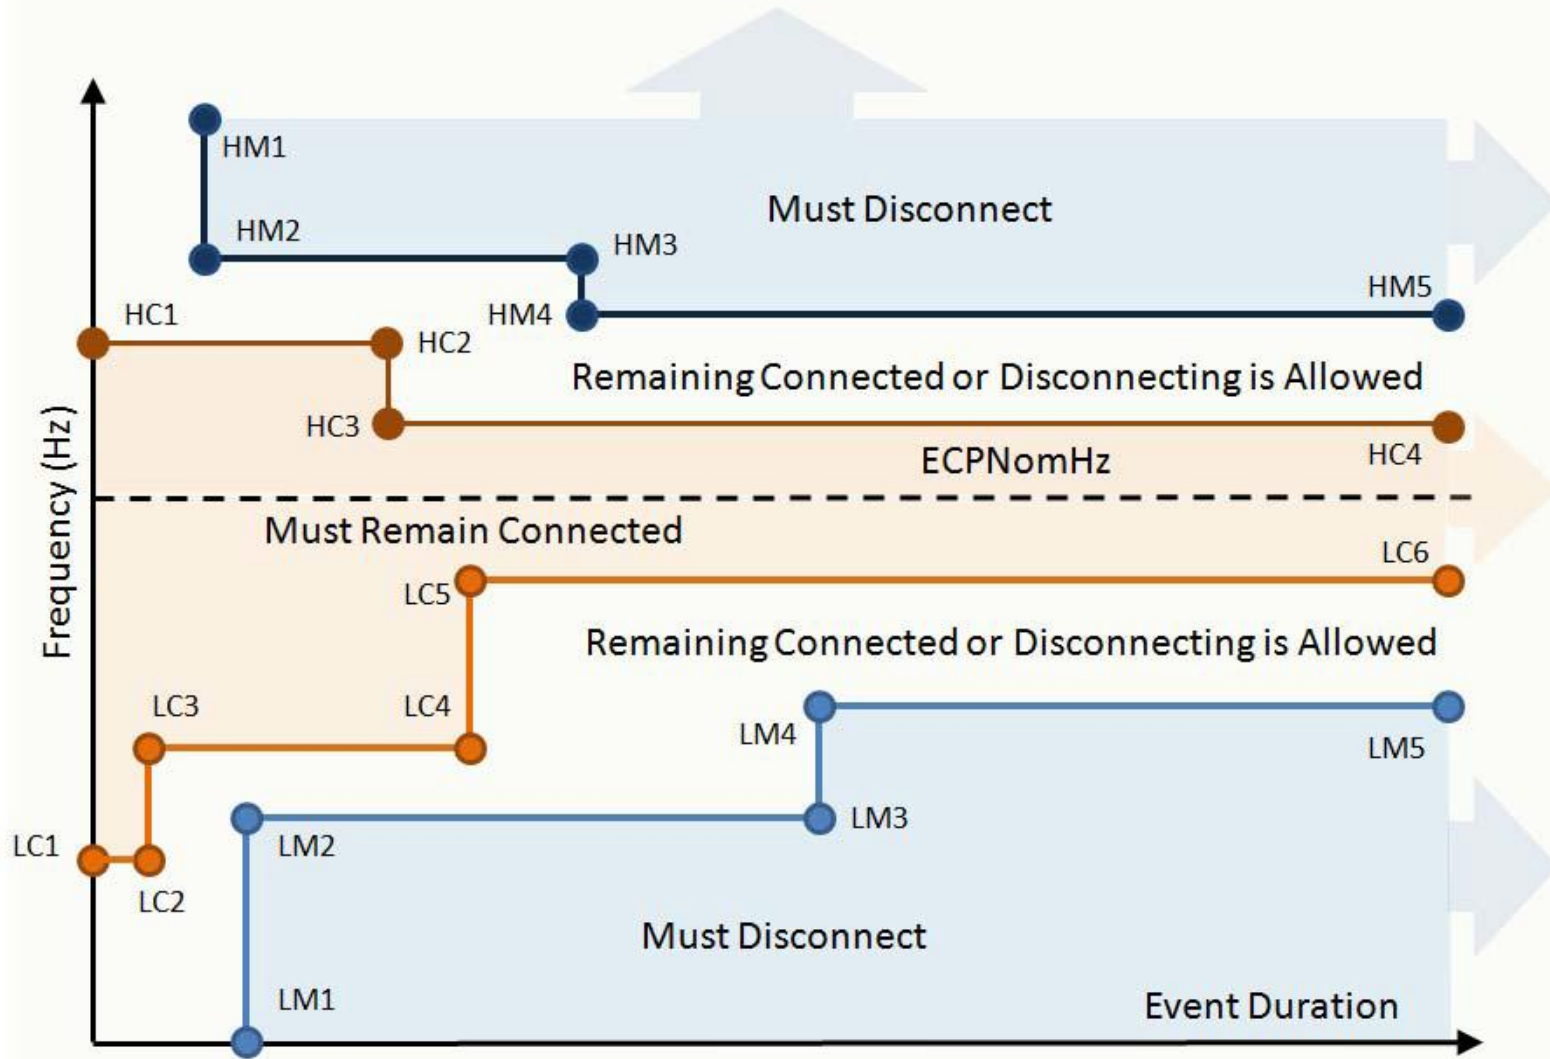 HM1
Must Disconnect
HM2
HM3
HM5
HC1
HM4
HC2
Remaining Connected or Disconnecting is Allowed
HC3
ECPNomHz
HC4
Frequency (Hz)
Must Remain Connected
LC6
LC5
Remaining Connected or Disconnecting is Allowed
LC3
LC4
LM4
LM5
LM3
LC1
LM2
LC2
Must Disconnect
LM1
Event Duration